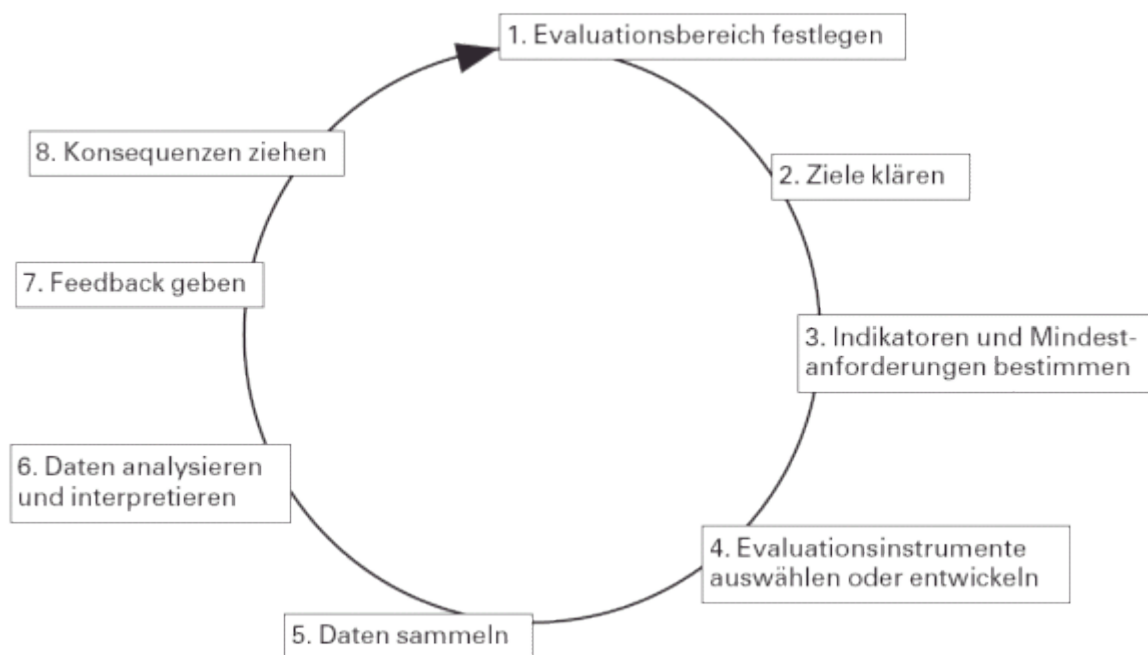 1. Evaluationsbereich festlegen
2. Ziele klären
3. Indikatoren und Mindest-
anforderungen bestimmen
4. Evaluationsinstrumente
auswählen oder entwickeln
5. Daten sammeln
6. Daten analysieren
und interpretieren
7. Feedback geben
8. Konsequenzen ziehen